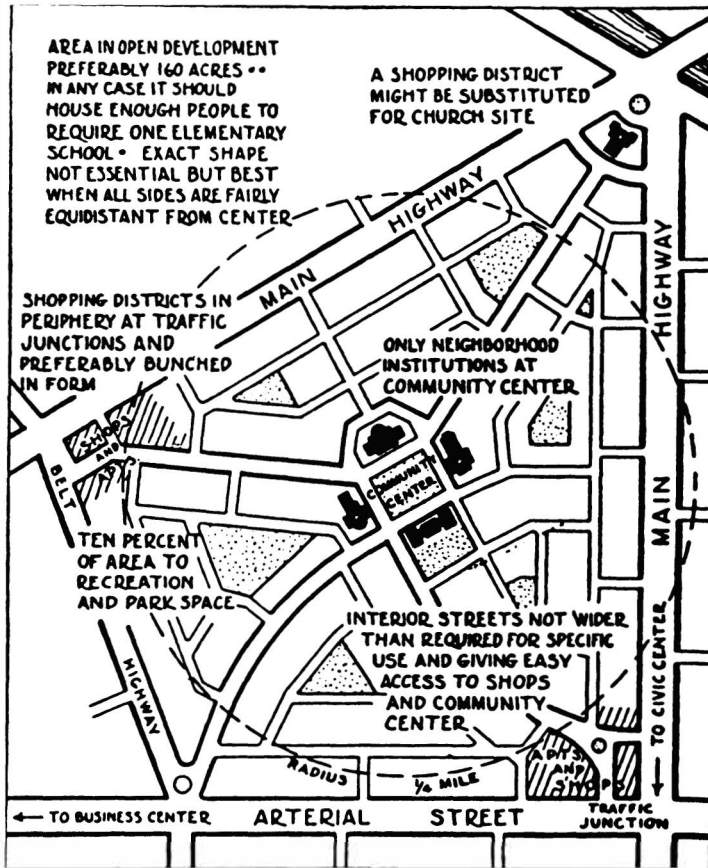 AREA IN OPEN DEVELOPMENT
PREFERABLY 160 ACRES ••
IN ANY CASE IT SHOULD
HOUSE ENOUGH PEOPLE TO
REQUIRE ONE ELEMENTARY
SCHOOL • EXACT SHAPE
NOT ESSENTIAL BUT BEST
WHEN ALL SIDES ARE FAIRLY
EQUIDISTANT FROM CENTER
A SHOPPING DISTRICT
MIGHT BE SUBSTITUTED
FOR CHURCH SITE
MAIN HIGHWAY
HIGHWAY
MAIN
SHOPPING DISTRICTS IN
PERIPHERY AT TRAFFIC
JUNCTIONS AND
PREFERABLY BUNCHED
IN FORM
ONLY NEIGHBORHOOD
INSTITUTIONS AT
COMMUNITY CENTER
SHOPS
AND
APTS
BELT
HIGHWAY
COMMUNITY
CENTER
TEN PERCENT
OF AREA TO
RECREATION
AND PARK SPACE
INTERIOR STREETS NOT WIDER
THAN REQUIRED FOR SPECIFIC
USE AND GIVING EASY
ACCESS TO SHOPS
AND COMMUNITY
CENTER
TO CIVIC CENTER
RADIUS ¼ MILE
APTS
AND
SHOPS
TRAFFIC
JUNCTION
← TO BUSINESS CENTER
ARTERIAL STREET